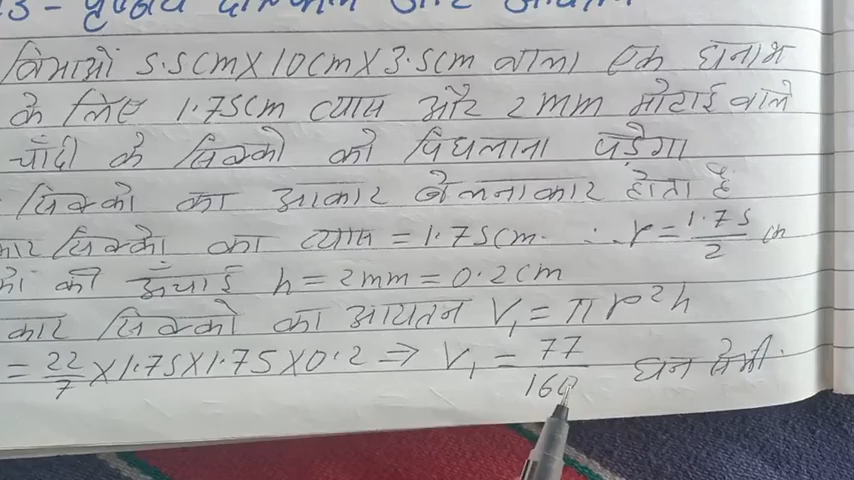 विमाओं 5.5cm×10cm×3.5cm वाला एक घनाभ
के लिए 1.75cm व्यास और 2mm मोटाई वाले
चाँदी के सिक्कों को पिघलाना पड़ेगा
सिक्कों का आकार बेलनाकार होता है
कार सिक्के का व्यास = 1.75cm. ∴ r = 1.75/2 cm
की ऊँचाई h = 2mm = 0.2cm
कार सिक्कों का आयतन V₁ = πr²h
= 22/7 ×1.75×1.75×0.2 ⇒ V₁ = 77/160 घन सेमी.